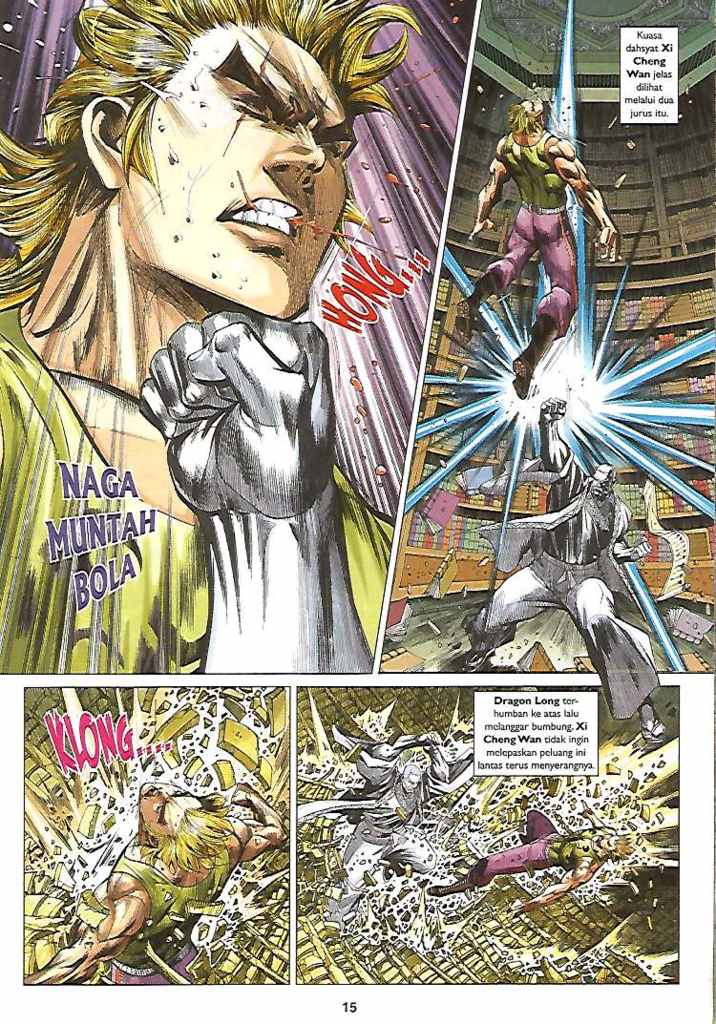 HONG...
NAGA
MUNTAH
BOLA
Kuasa
dahsyat Xi
Cheng
Wan jelas
dilihat
melalui dua
jurus itu.
KLONG....
Dragon Long ter-
humban ke atas lalu
melanggar bumbung. Xi
Cheng Wan tidak ingin
melepaskan peluang ini
lantas terus menyerangnya.
15